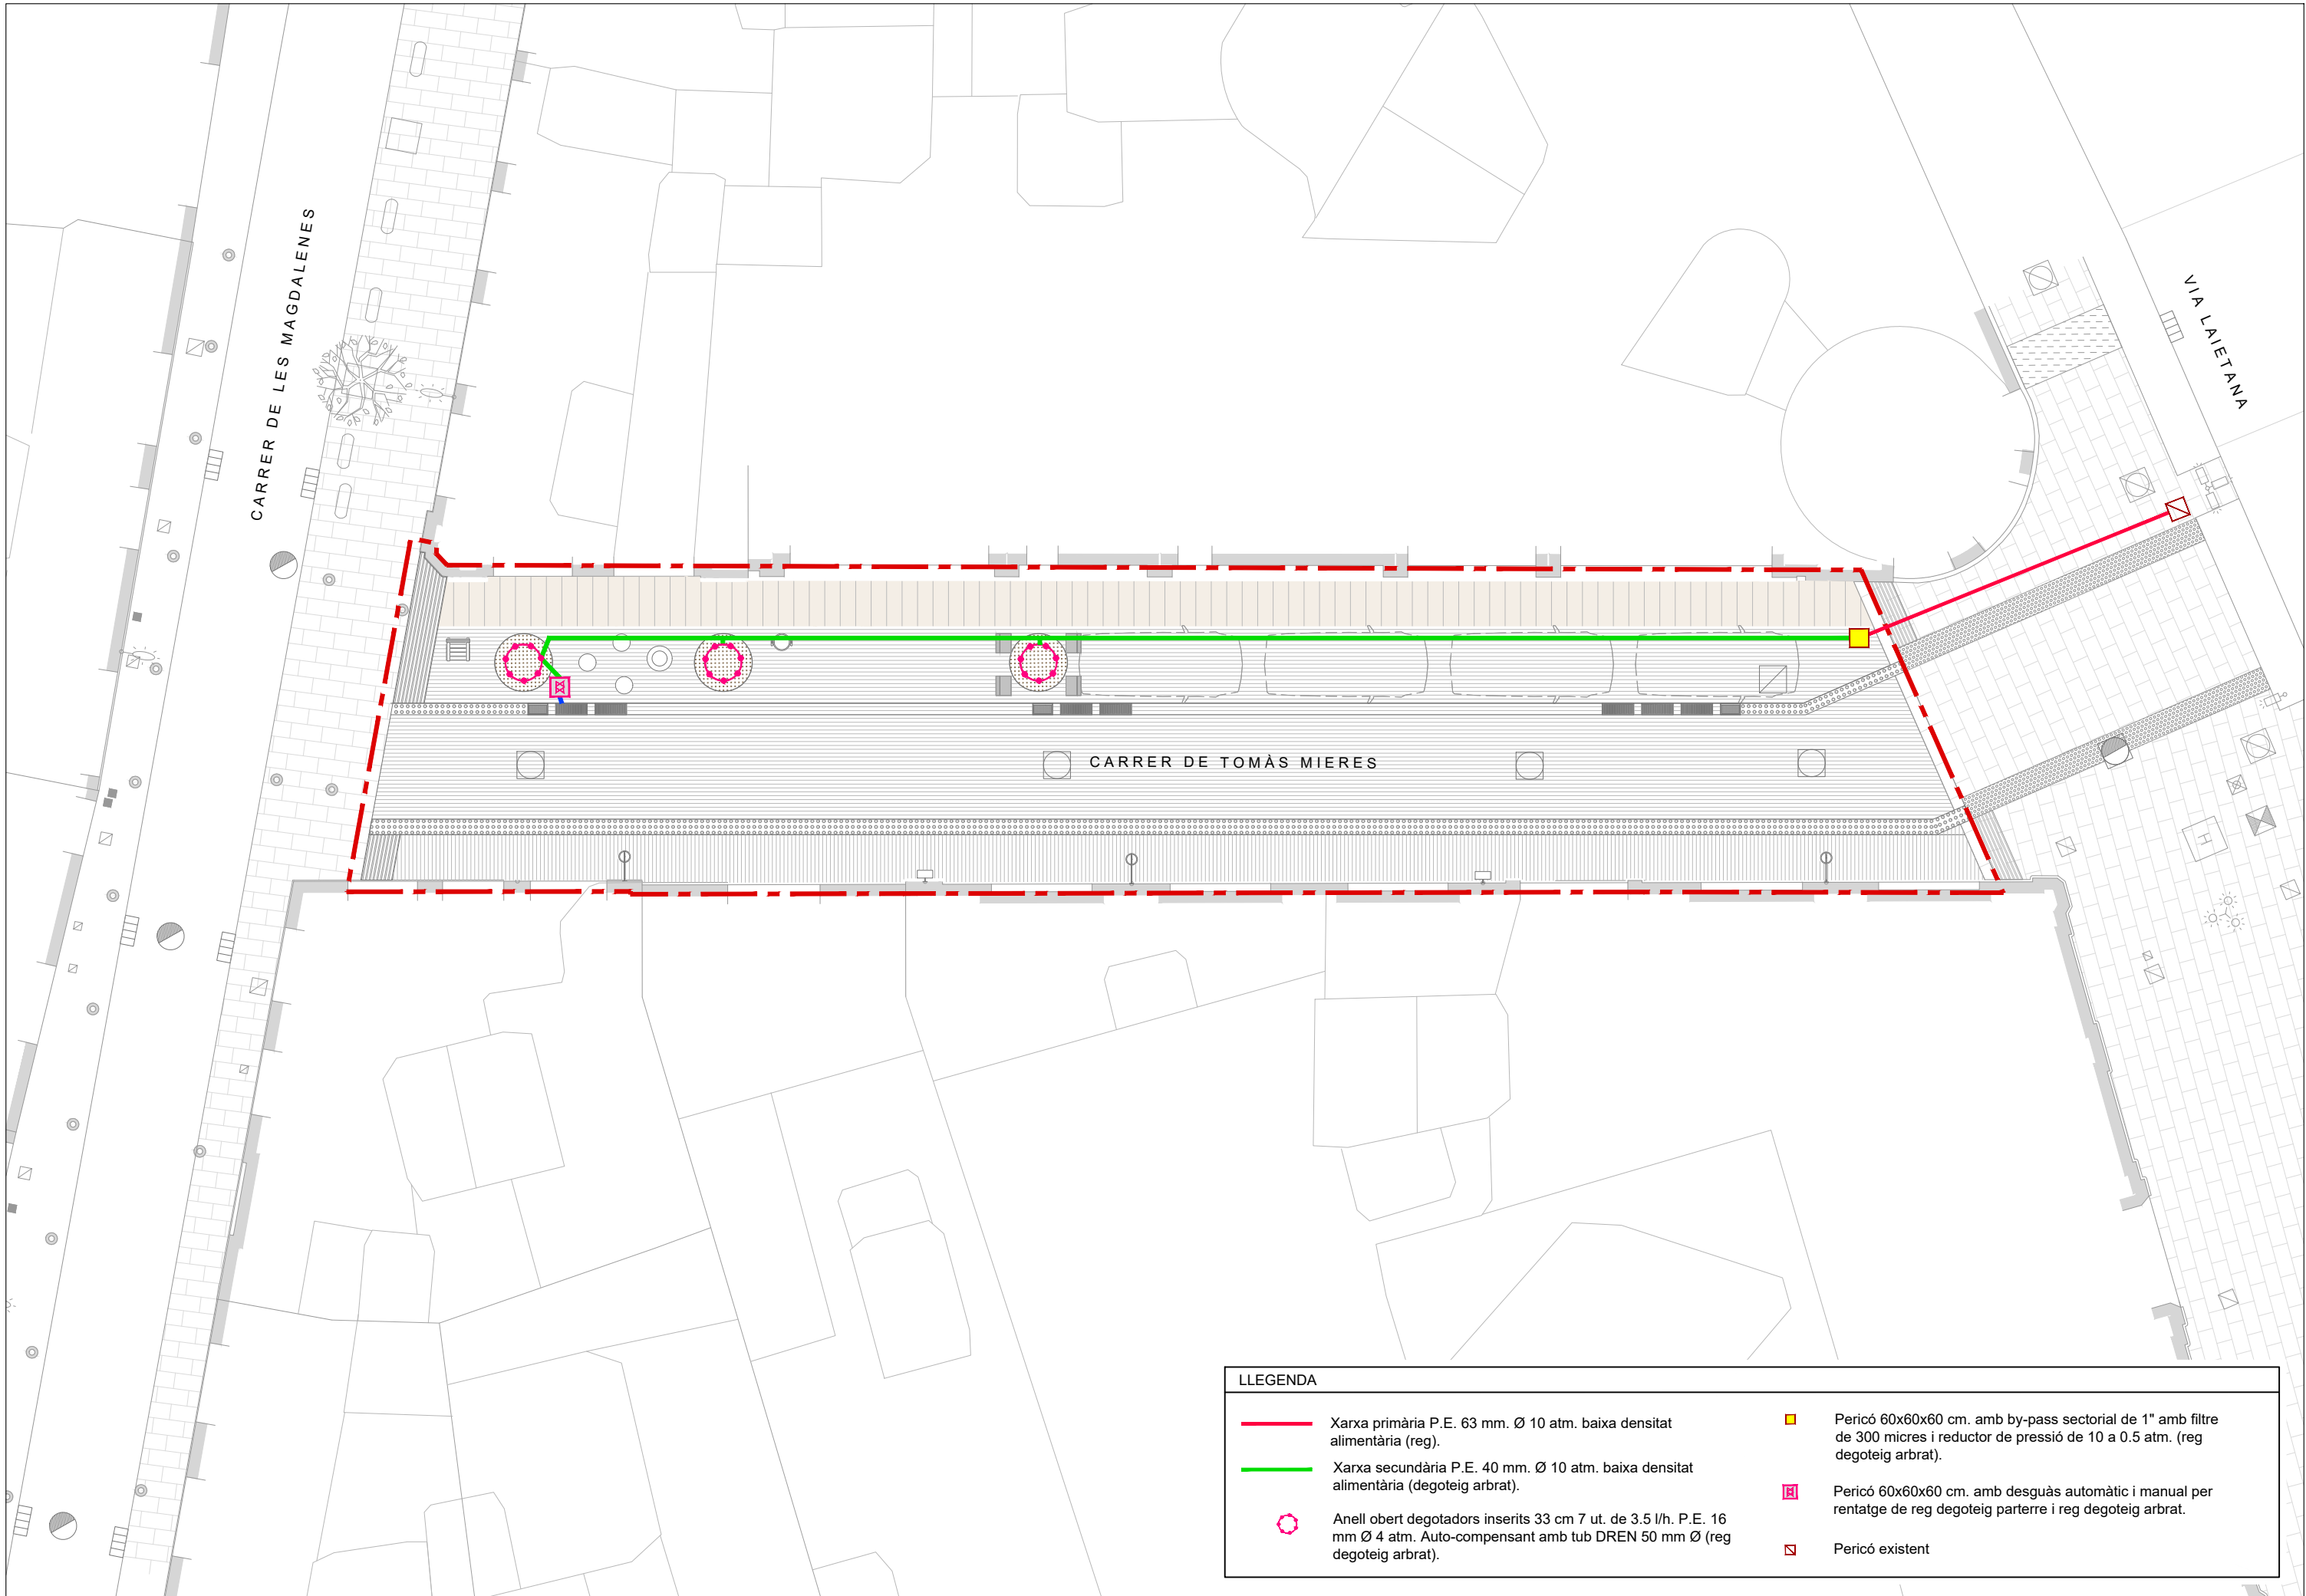 CARRER DE LES MAGDALENES
VIA LAIETANA
CARRER DE TOMÀS MIERES
LLEGENDA
Xarxa primària P.E. 63 mm. Ø 10 atm. baixa densitat
alimentària (reg).
Xarxa secundària P.E. 40 mm. Ø 10 atm. baixa densitat
alimentària (degoteig arbrat).
Anell obert degotadors inserits 33 cm 7 ut. de 3.5 l/h. P.E. 16
mm Ø 4 atm. Auto-compensant amb tub DREN 50 mm Ø (reg
degoteig arbrat).
Pericó 60x60x60 cm. amb by-pass sectorial de 1" amb filtre
de 300 micres i reductor de pressió de 10 a 0.5 atm. (reg
degoteig arbrat).
Pericó 60x60x60 cm. amb desguàs automàtic i manual per
rentatge de reg degoteig parterre i reg degoteig arbrat.
Pericó existent